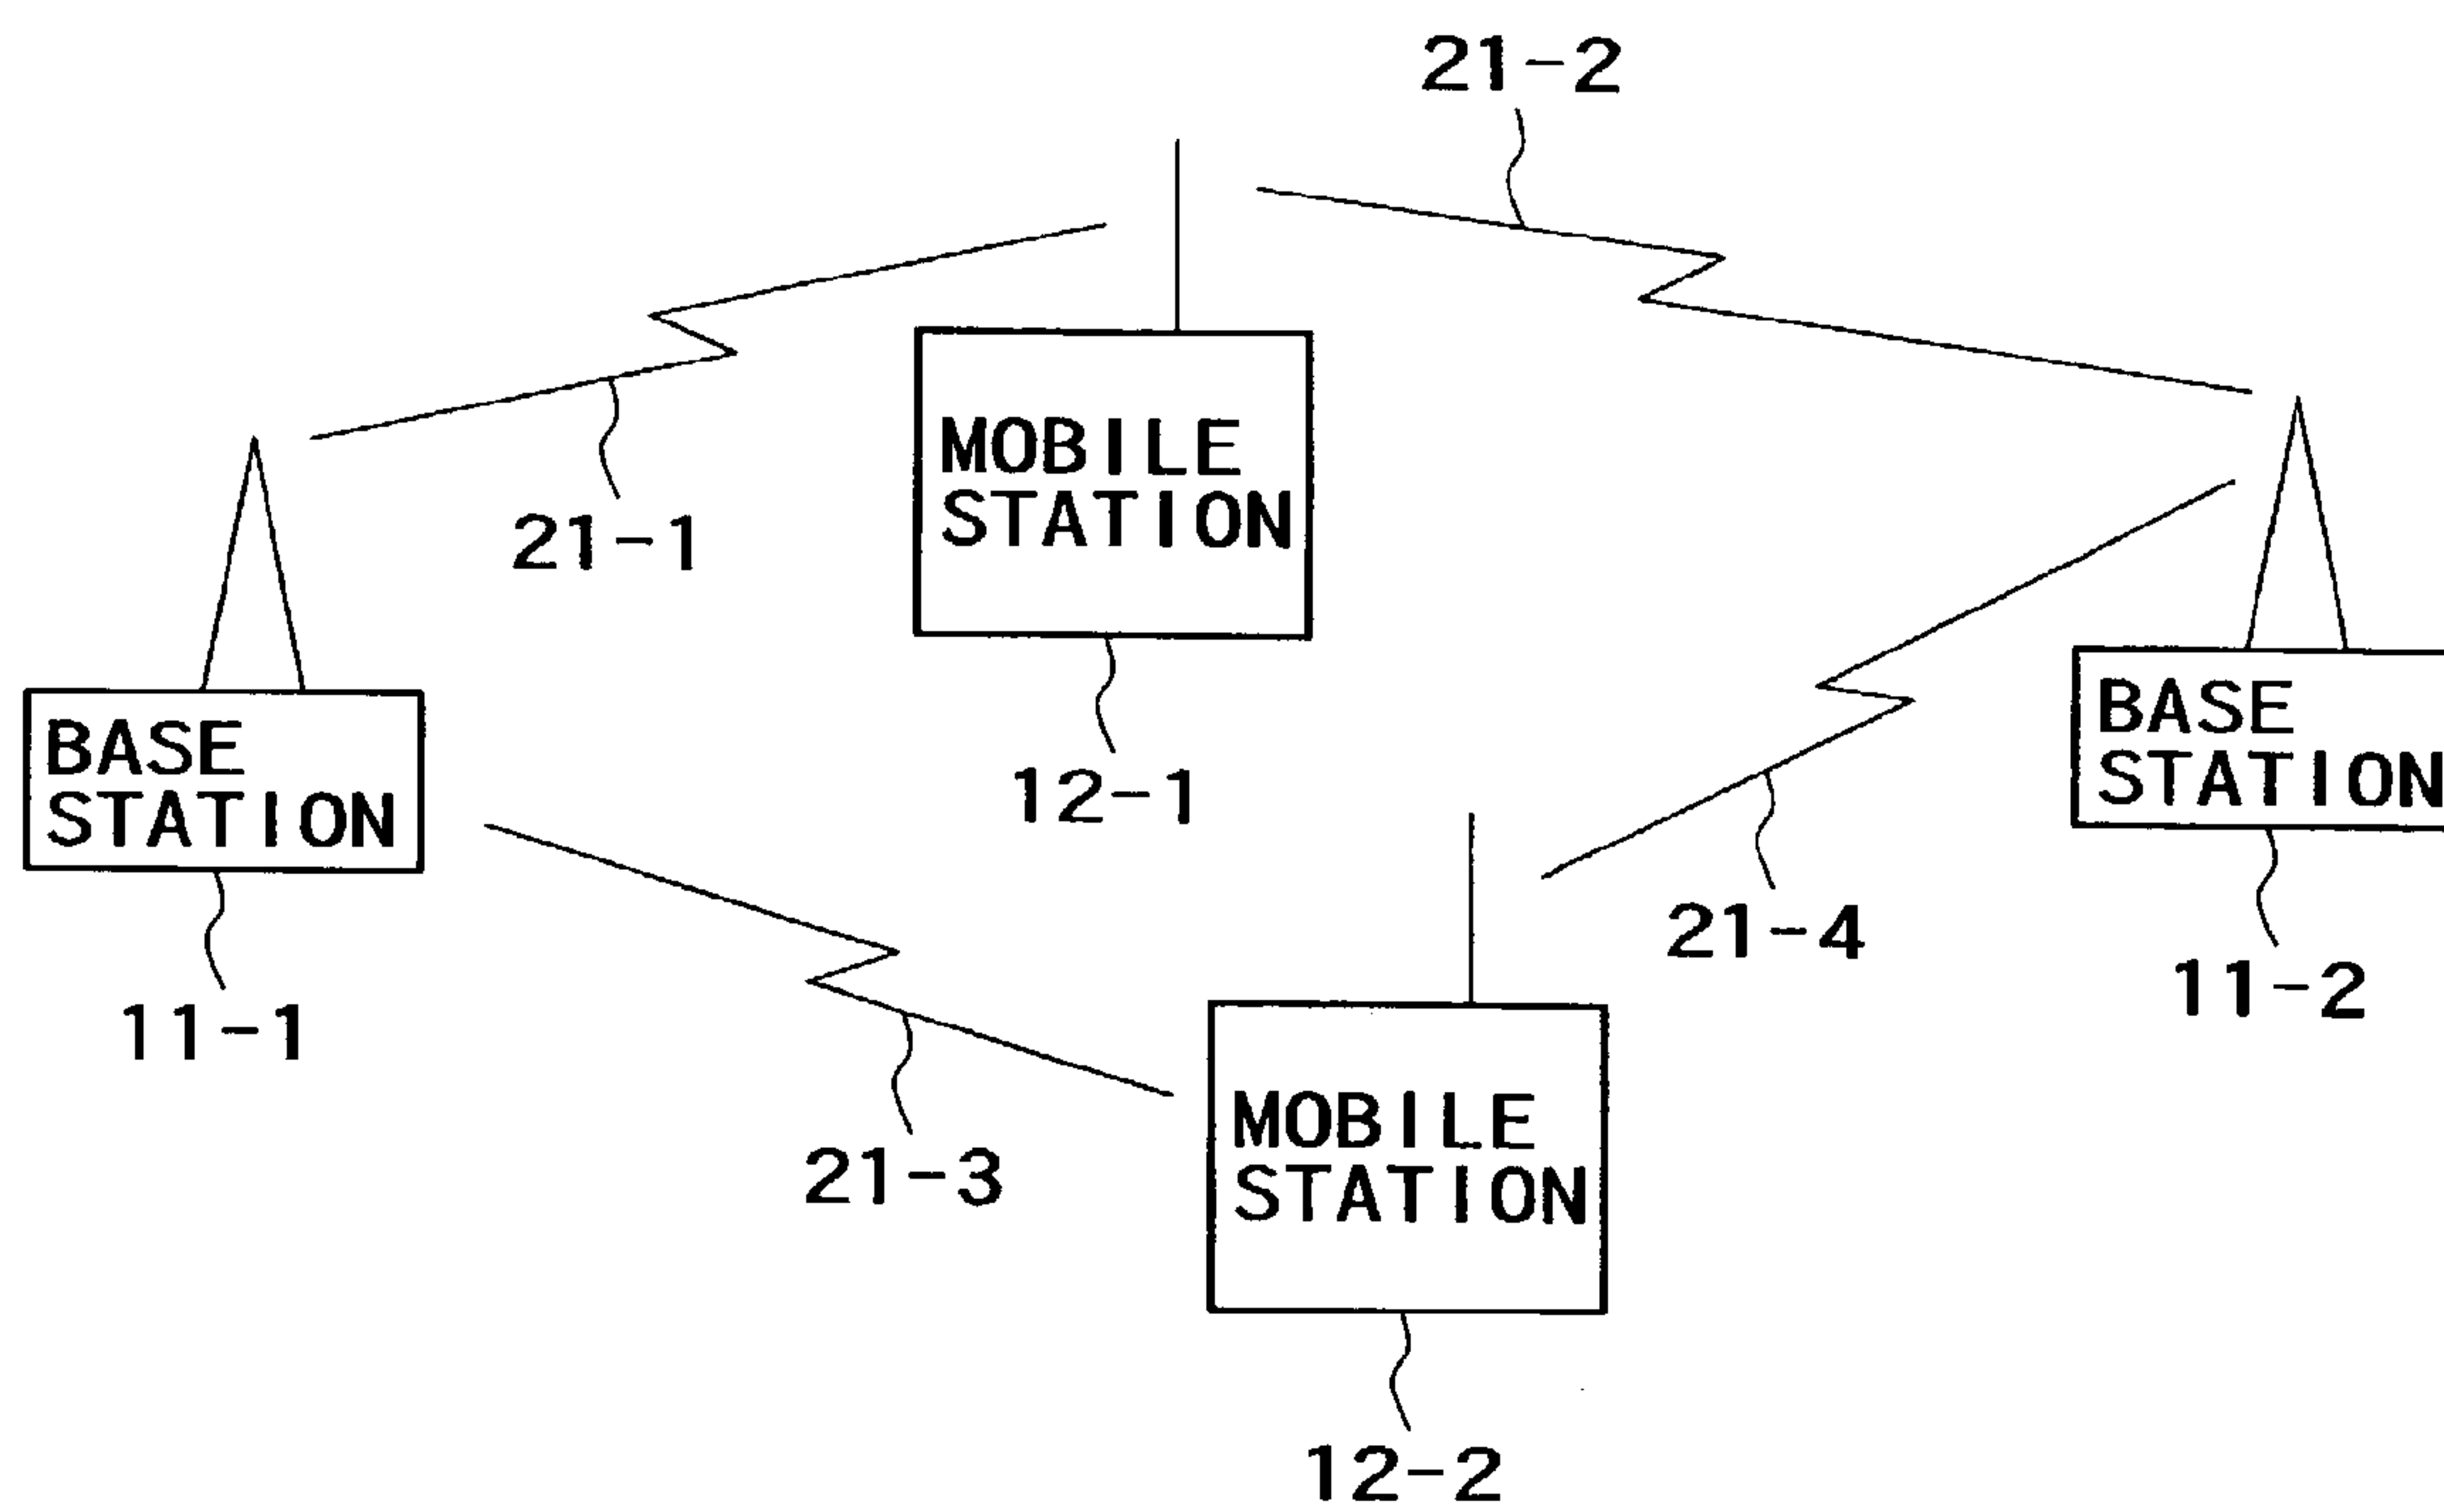 21-2
MOBILE
STATION
21-1
BASE
STATION
12-1
BASE
STATION
21-4
11-2
11-1
MOBILE
STATION
21-3
12-2